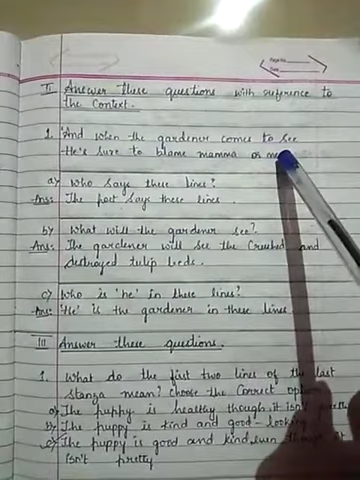 Page No.
II Answer these questions with reference to
the Context.
1. 'And when the gardener comes to see
He's sure to blame mamma or me
a) Who says these lines?
Ans: The poet says these lines.
b) What will the gardener see?
Ans: The gardener will see the Crushed and
destroyed tulip beds.
c) Who is 'he' in these lines?
Ans: 'He' is the gardener in these lines
III Answer these questions.
1. What do the first two lines of the last
stanza mean? Choose the Correct option
a) The puppy is healthy though it isn't pretty
b) The puppy is kind and good-looking
c) The puppy is good and kind, even though it
isn't pretty